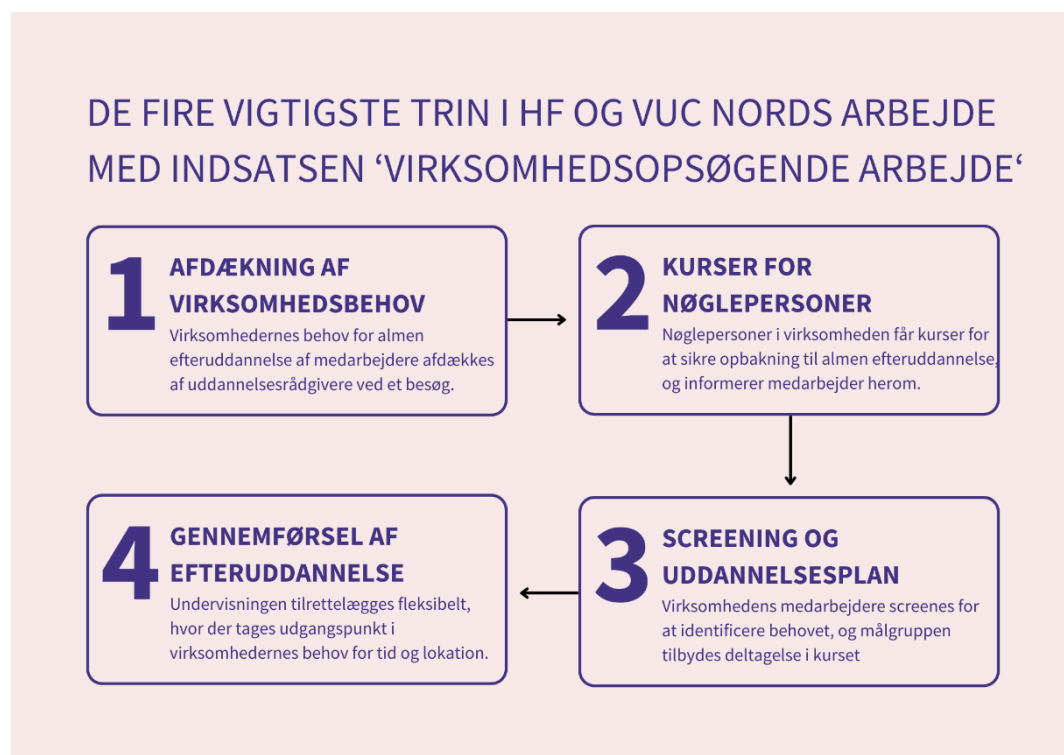 DE FIRE VIGTIGSTE TRIN I HF OG VUC NORDS ARBEJDE
MED INDSATSEN ‘VIRKSOMHEDSOPSØGENDE ARBEJDE‘
1
AFDÆKNING AF
VIRKSOMHEDSBEHOV
Virksomhedernes behov for almen
efteruddannelse af medarbejdere afdækkes
af uddannelsesrådgivere ved et besøg.
2
KURSER FOR
NØGLEPERSONER
Nøglepersoner i virksomheden får kurser for
at sikre opbakning til almen efteruddannelse,
og informerer medarbejder herom.
3
SCREENING OG
UDDANNELSESPLAN
Virksomhedens medarbejdere screenes for
at identificere behovet, og målgruppen
tilbydes deltagelse i kurset
4
GENNEMFØRSEL AF
EFTERUDDANNELSE
Undervisningen tilrettelægges fleksibelt,
hvor der tages udgangspunkt i
virksomhedernes behov for tid og lokation.